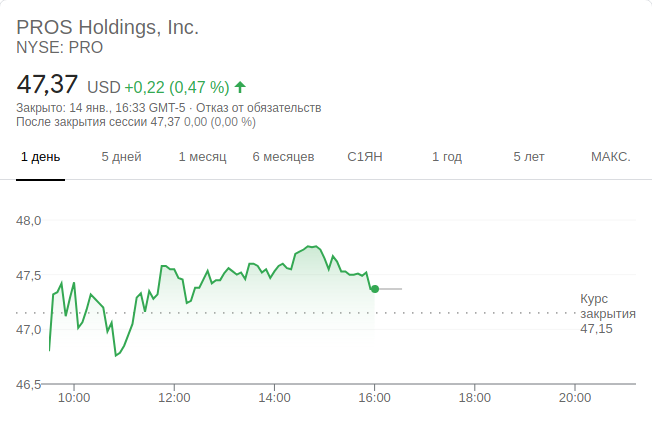 PROS Holdings, Inc.
NYSE: PRO
47,37 USD +0,22 (0,47 %)
Закрыто: 14 янв., 16:33 GMT-5 · Отказ от обязательств
После закрытия сессии 47,37 0,00 (0,00 %)
1 день 5 дней 1 месяц 6 месяцев С1ЯН 1 год 5 лет МАКС.
48,0
47,5
47,0
46,5
Курс
закрытия
47,15
10:00 12:00 14:00 16:00 18:00 20:00